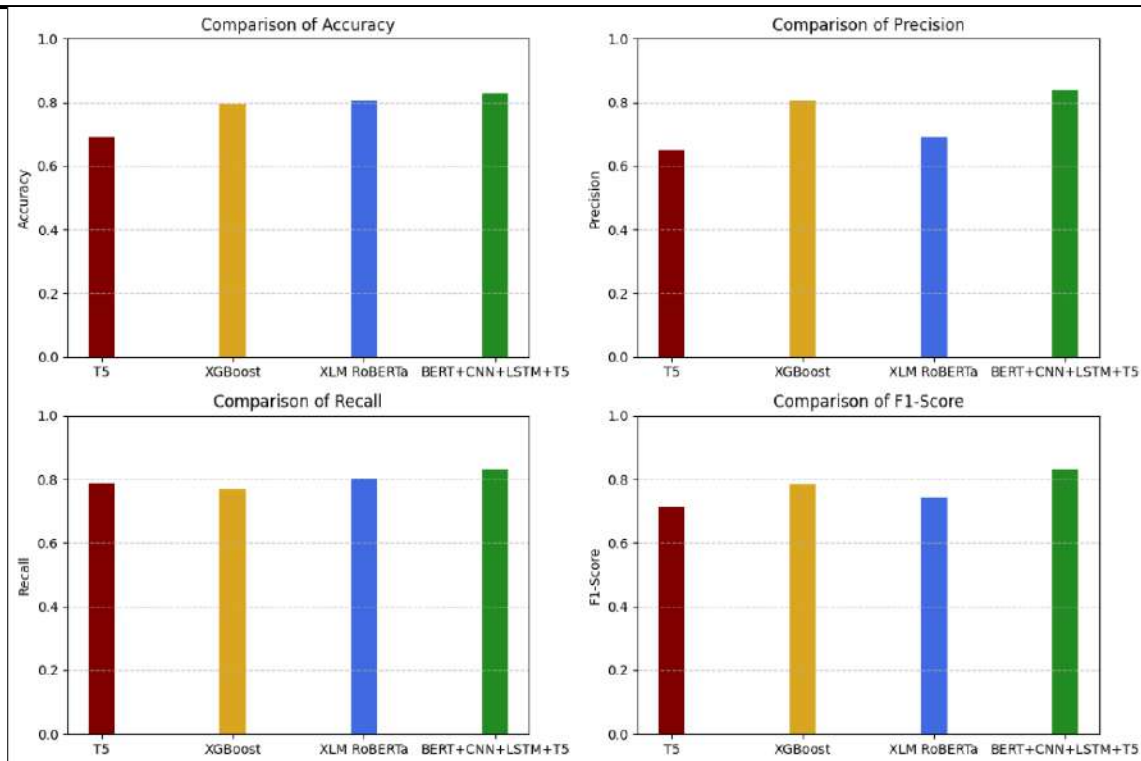 Comparison of Accuracy
1.0
0.8
0.6
0.4
0.2
0.0
Accuracy
T5 XGBoost XLM RoBERTa BERT+CNN+LSTM+T5
Comparison of Precision
1.0
0.8
0.6
0.4
0.2
0.0
Precision
T5 XGBoost XLM RoBERTa BERT+CNN+LSTM+T5
Comparison of Recall
1.0
0.8
0.6
0.4
0.2
0.0
Recall
T5 XGBoost XLM RoBERTa BERT+CNN+LSTM+T5
Comparison of F1-Score
1.0
0.8
0.6
0.4
0.2
0.0
F1-Score
T5 XGBoost XLM RoBERTa BERT+CNN+LSTM+T5